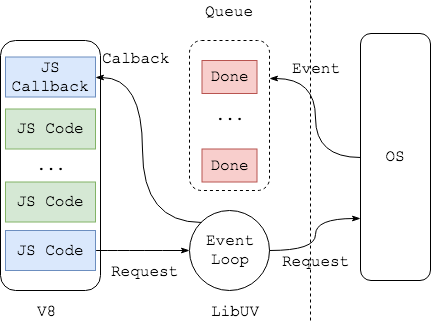 Queue
Calback
JS
Callback
Done
Event
JS Code
...
...
OS
Done
JS Code
JS Code
Event
Loop
Request
Request
V8
LibUV